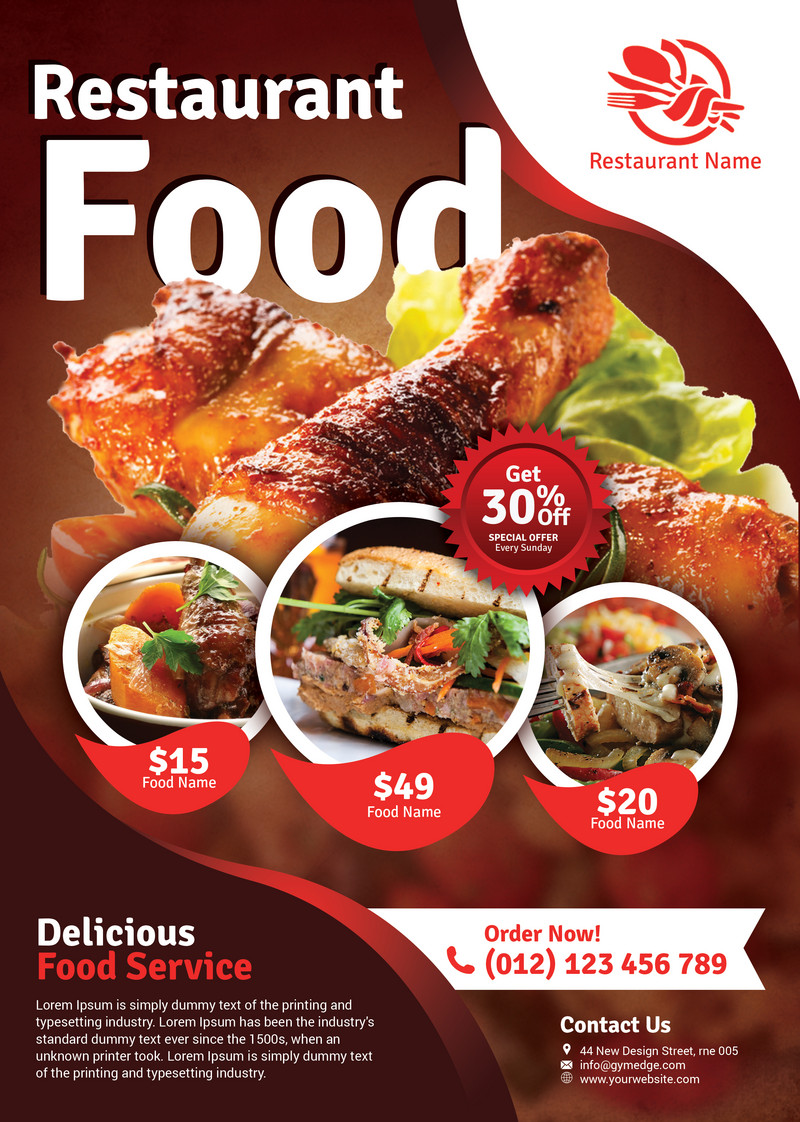 Restaurant
Food
Restaurant Name
Get
30% Off
SPECIAL OFFER
Every Sunday
$15
Food Name
$49
Food Name
$20
Food Name
Delicious
Food Service
Lorem Ipsum is simply dummy text of the printing and
typesetting industry. Lorem Ipsum has been the industry's
standard dummy text ever since the 1500s, when an
unknown printer took. Lorem Ipsum is simply dummy text
of the printing and typesetting industry.
Order Now!
(012) 123 456 789
Contact Us
44 New Design Street, rne 005
info@gymedge.com
www.yourwebsite.com